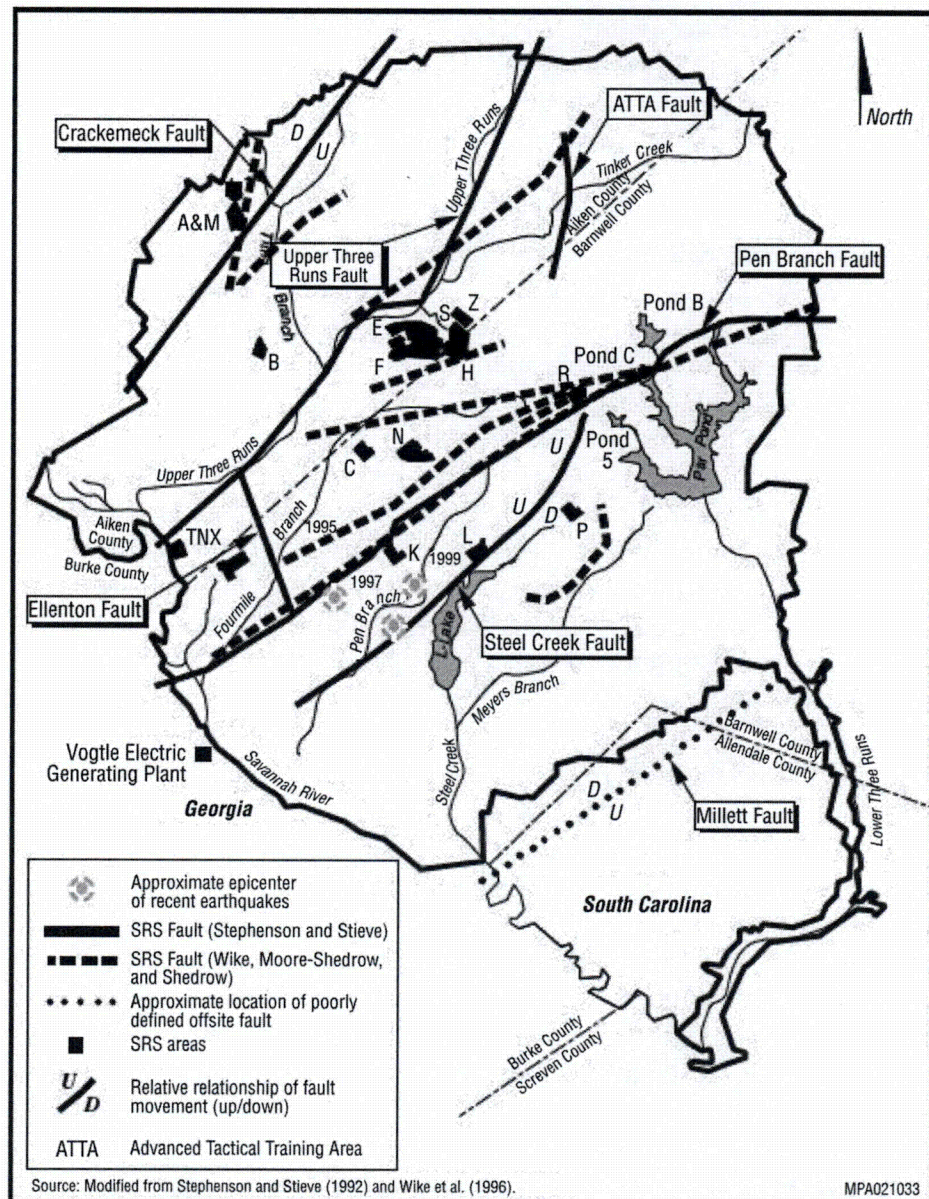 North
ATTA Fault
Crackemeck Fault
D
U
Upper Three Runs
Tinker Creek
Aiken County
Barnwell County
A&M
Upper Three
Runs Fault
Branch
Pen Branch Fault
Pond B
Z
S
E
F
H
B
Pond C
R
N
C
U
Pond
5
Par Pond
Upper Three Runs
U
D
P
Aiken
County
Burke County
TNX
Branch
1995
K
1999
L
1997
Ellenton Fault
Fourmile
Pen Branch
L-Lake
Steel Creek Fault
Meyers Branch
Vogtle Electric
Generating Plant
Savannah River
Steel Creek
Barnwell County
Allendale County
Lower Three Runs
D
U
Georgia
Millett Fault
South Carolina
Burke County
Screven County
Approximate epicenter
of recent earthquakes
SRS Fault (Stephenson and Stieve)
SRS Fault (Wike, Moore-Shedrow,
and Shedrow)
Approximate location of poorly
defined offsite fault
SRS areas
U
D
Relative relationship of fault
movement (up/down)
ATTA Advanced Tactical Training Area
Source: Modified from Stephenson and Stieve (1992) and Wike et al. (1996).
MPA021033